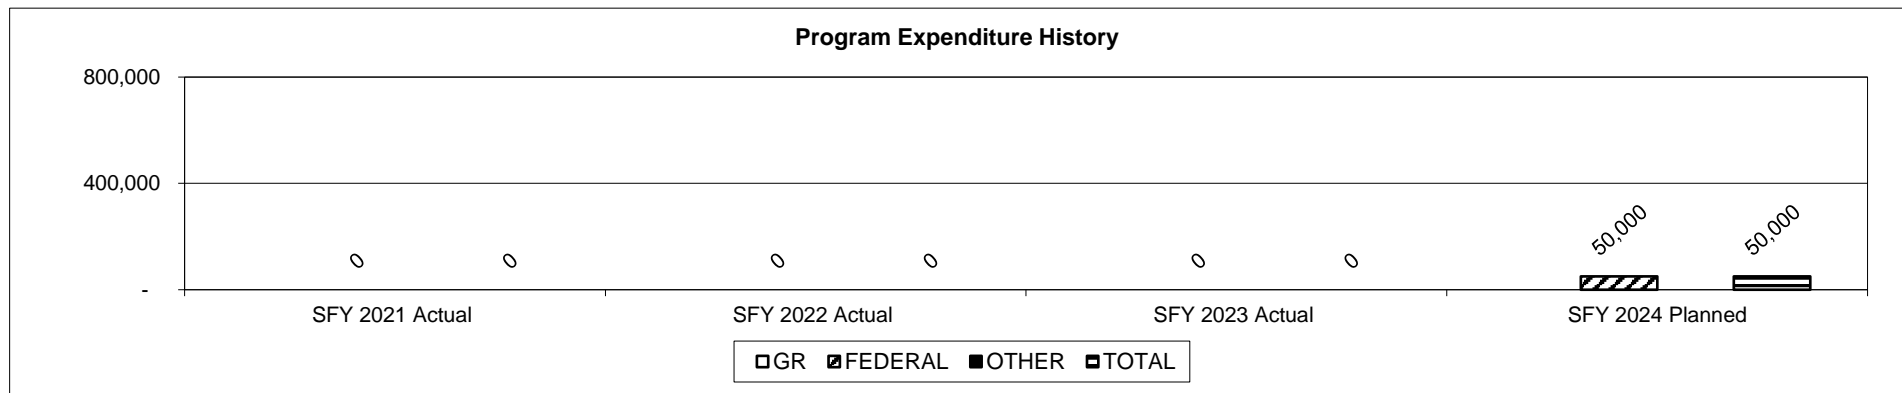 Program Expenditure History
800,000
400,000
-
0 0 0 0 0 0 50,000 50,000
SFY 2021 Actual SFY 2022 Actual SFY 2023 Actual SFY 2024 Planned
GR FEDERAL OTHER TOTAL